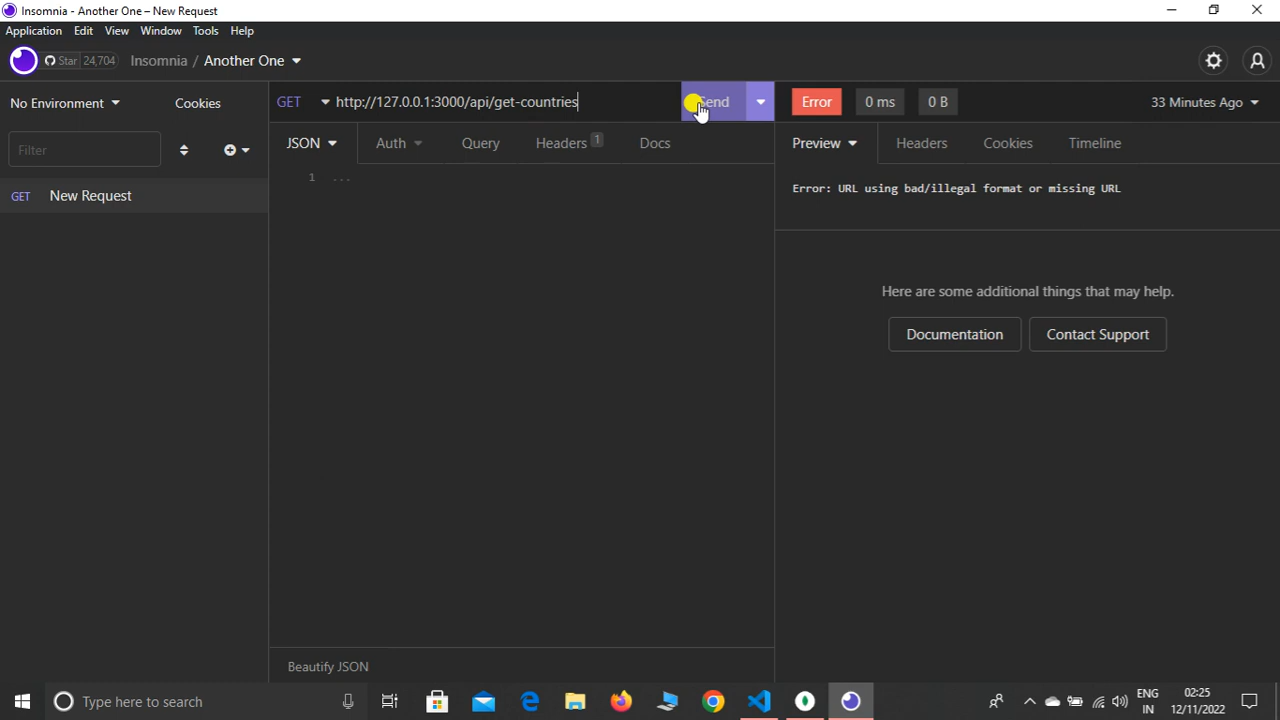 Insomnia - Another One - New Request
Application Edit View Window Tools Help
Star 24,704 Insomnia / Another One
No Environment Cookies GET http://127.0.0.1:3000/api/get-countries Send Error 0 ms 0 B 33 Minutes Ago
Filter JSON Auth Query Headers 1 Docs Preview Headers Cookies Timeline
1 ...
GET New Request Error: URL using bad/illegal format or missing URL
Here are some additional things that may help.
Documentation Contact Support
Beautify JSON
Type here to search
ENG
IN
02:25
12/11/2022